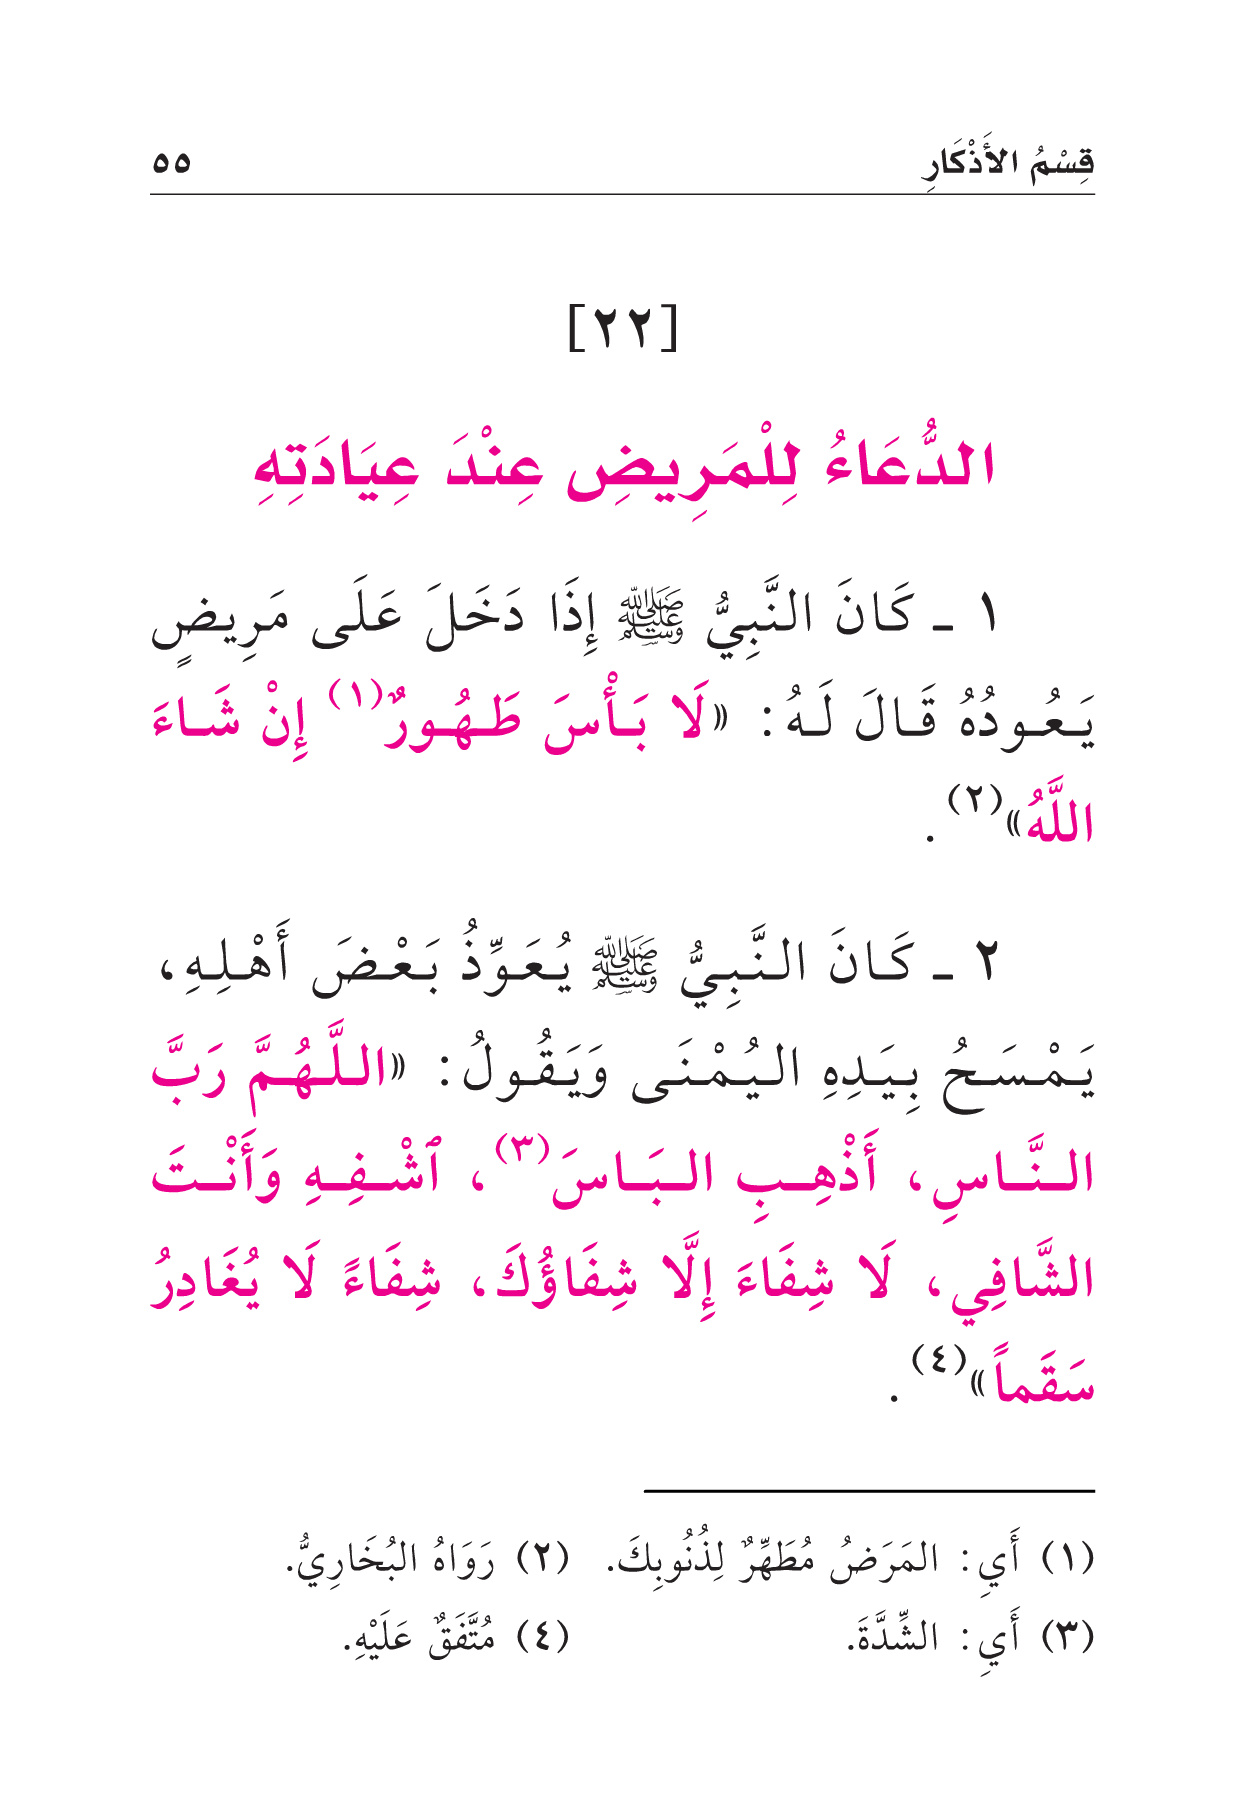 قِسْمُ الأَذْكَارِ ٥٥
[٢٢]
الدُّعَاءُ لِلْمَرِيضِ عِنْدَ عِيَادَتِهِ
١ ـ كَانَ النَّبِيُّ ﷺ إِذَا دَخَلَ عَلَى مَرِيضٍ
يَعُودُهُ قَالَ لَهُ: «لَا بَأْسَ طَهُورٌ(١) إِنْ شَاءَ
اللَّهُ»(٢).
٢ ـ كَانَ النَّبِيُّ ﷺ يُعَوِّذُ بَعْضَ أَهْلِهِ،
يَمْسَحُ بِيَدِهِ اليُمْنَى وَيَقُولُ: «اللَّهُمَّ رَبَّ
النَّاسِ، أَذْهِبِ البَاسَ(٣)، ٱشْفِهِ وَأَنْتَ
الشَّافِي، لَا شِفَاءَ إِلَّا شِفَاؤُكَ، شِفَاءً لَا يُغَادِرُ
سَقَماً»(٤).
(١) أَيِ: المَرَضُ مُطَهِّرٌ لِذُنُوبِكَ. (٢) رَوَاهُ البُخَارِيُّ.
(٣) أَيِ: الشِّدَّةَ. (٤) مُتَّفَقٌ عَلَيْهِ.